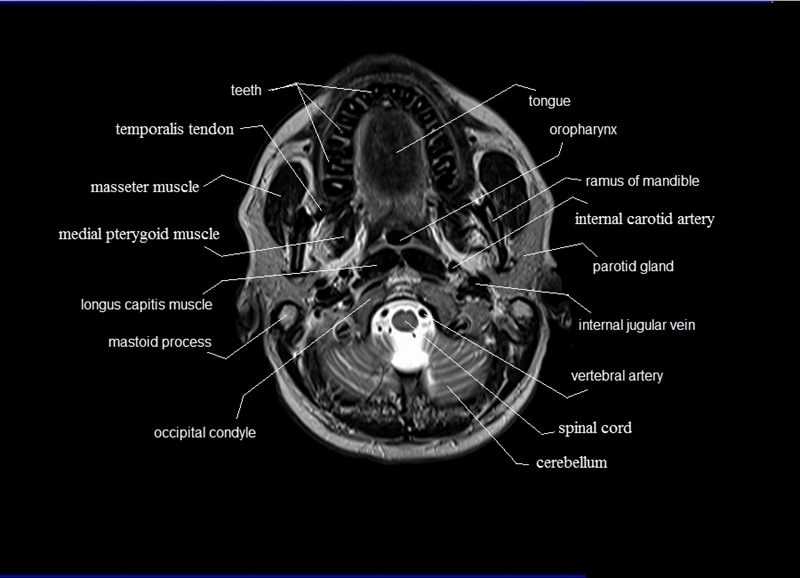 teeth
tongue
temporalis tendon
oropharynx
masseter muscle
ramus of mandible
internal carotid artery
medial pterygoid muscle
parotid gland
longus capitis muscle
internal jugular vein
mastoid process
vertebral artery
occipital condyle
spinal cord
cerebellum